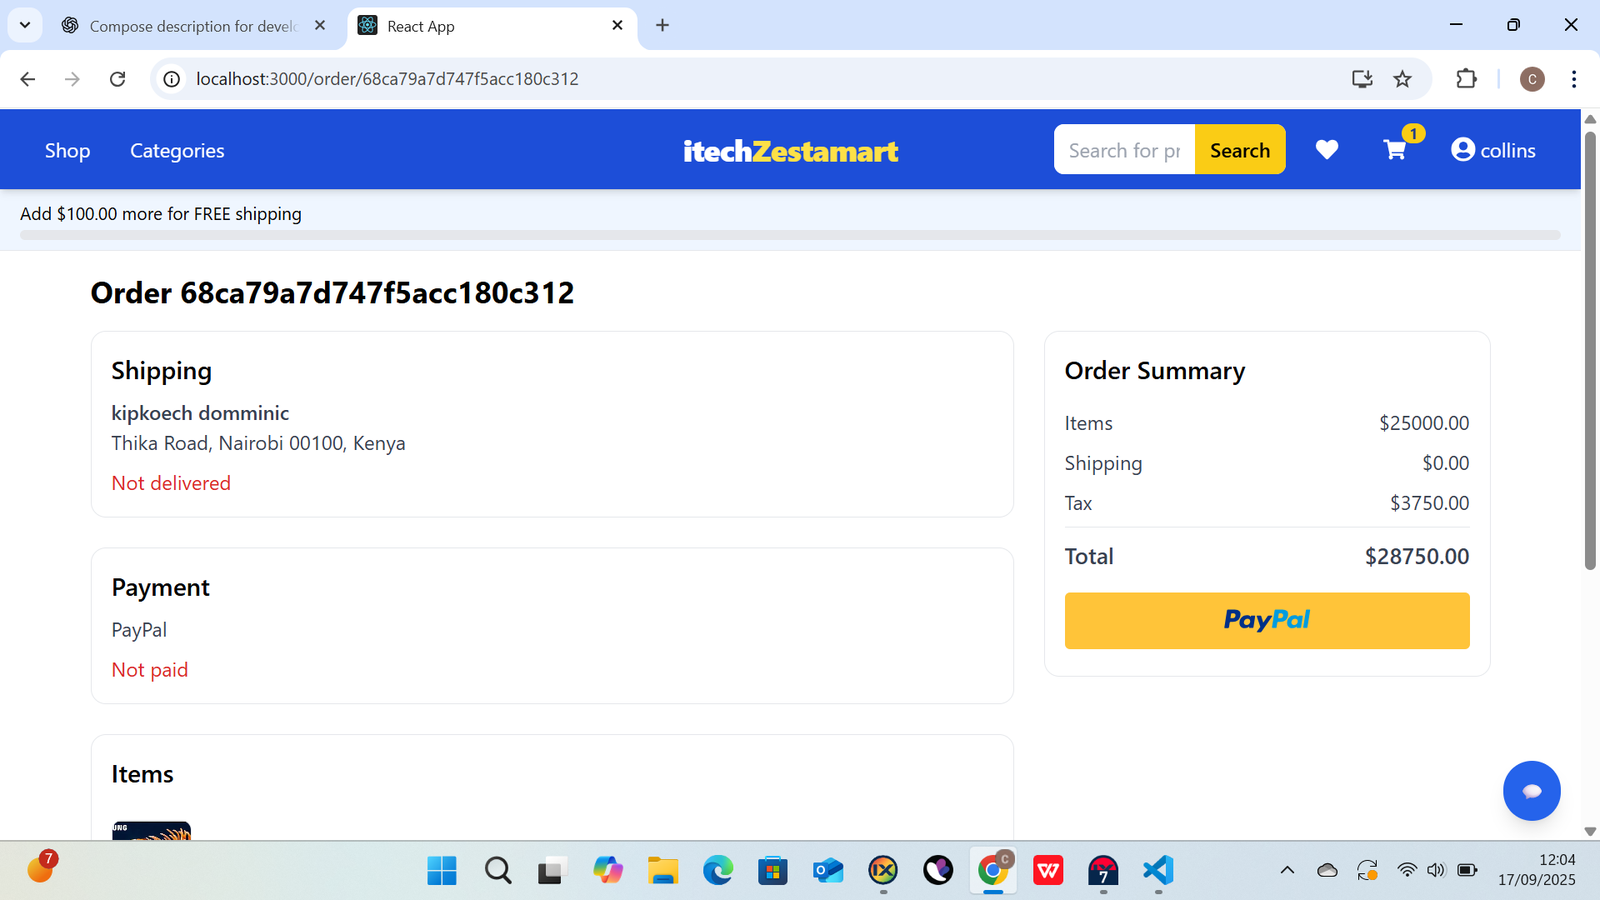 Compose description for develo
React App
localhost:3000/order/68ca79a7d747f5acc180c312
C
Shop
Categories
itechZestamart
Search for pr
Search
1
collins
Add $100.00 more for FREE shipping
Order 68ca79a7d747f5acc180c312
Shipping
kipkoech domminic
Thika Road, Nairobi 00100, Kenya
Not delivered
Order Summary
Items $25000.00
Shipping $0.00
Tax $3750.00
Total $28750.00
PayPal
Payment
PayPal
Not paid
Items
UNG
7
C
W
7
12:04
17/09/2025